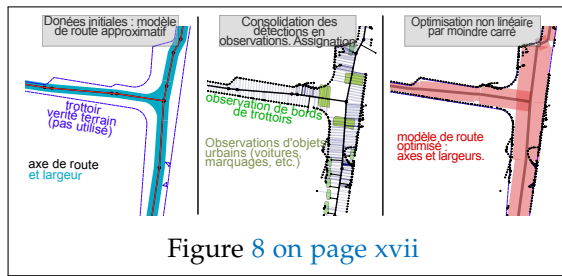 Donées initiales : modèle
de route approximatif
trottoir
verité terrain
(pas utilisé)
axe de route
et largeur
Consolidation des
détections en
observations. Assignation
observation de bords
de trottoirs
Observations d'objets
urbains (voitures,
marquages, etc.)
Optimisation non linéaire
par moindre carré
modèle de route
optimisé :
axes et largeurs.
Figure 8 on page xvii